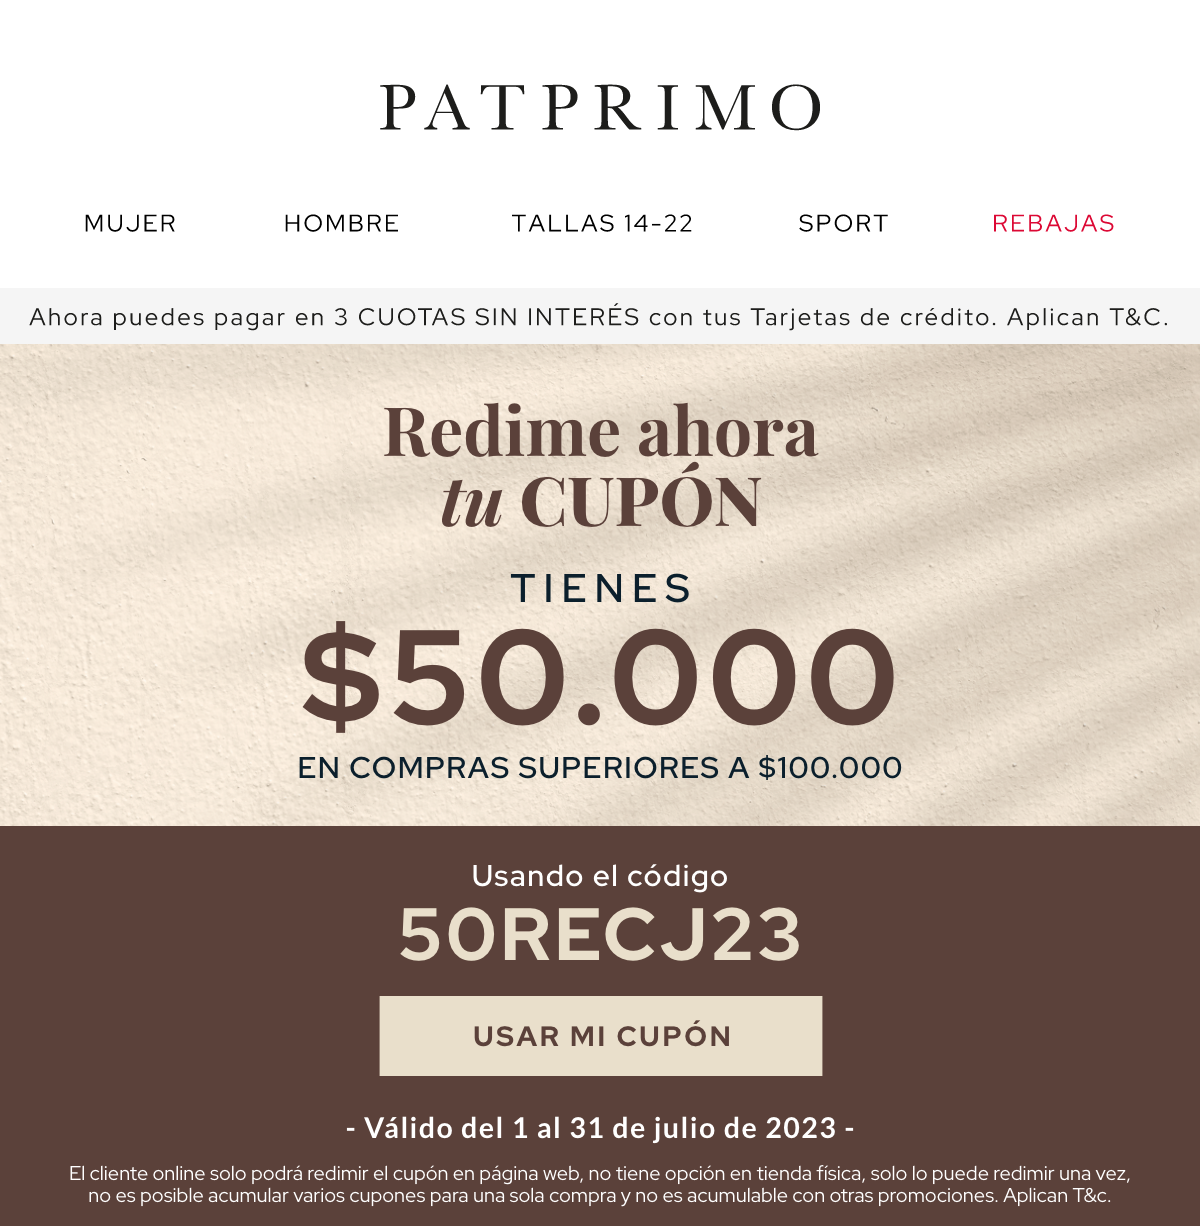 PATPRIMO
MUJER HOMBRE TALLAS 14-22 SPORT REBAJAS
Ahora puedes pagar en 3 CUOTAS SIN INTERÉS con tus Tarjetas de crédito. Aplican T&C.
Redime ahora
tu CUPÓN
TIENES
$50.000
EN COMPRAS SUPERIORES A $100.000
Usando el código
50RECJ23
USAR MI CUPÓN
- Válido del 1 al 31 de julio de 2023 -
El cliente online solo podrá redimir el cupón en página web, no tiene opción en tienda física, solo lo puede redimir una vez,
no es posible acumular varios cupones para una sola compra y no es acumulable con otras promociones. Aplican T&c.